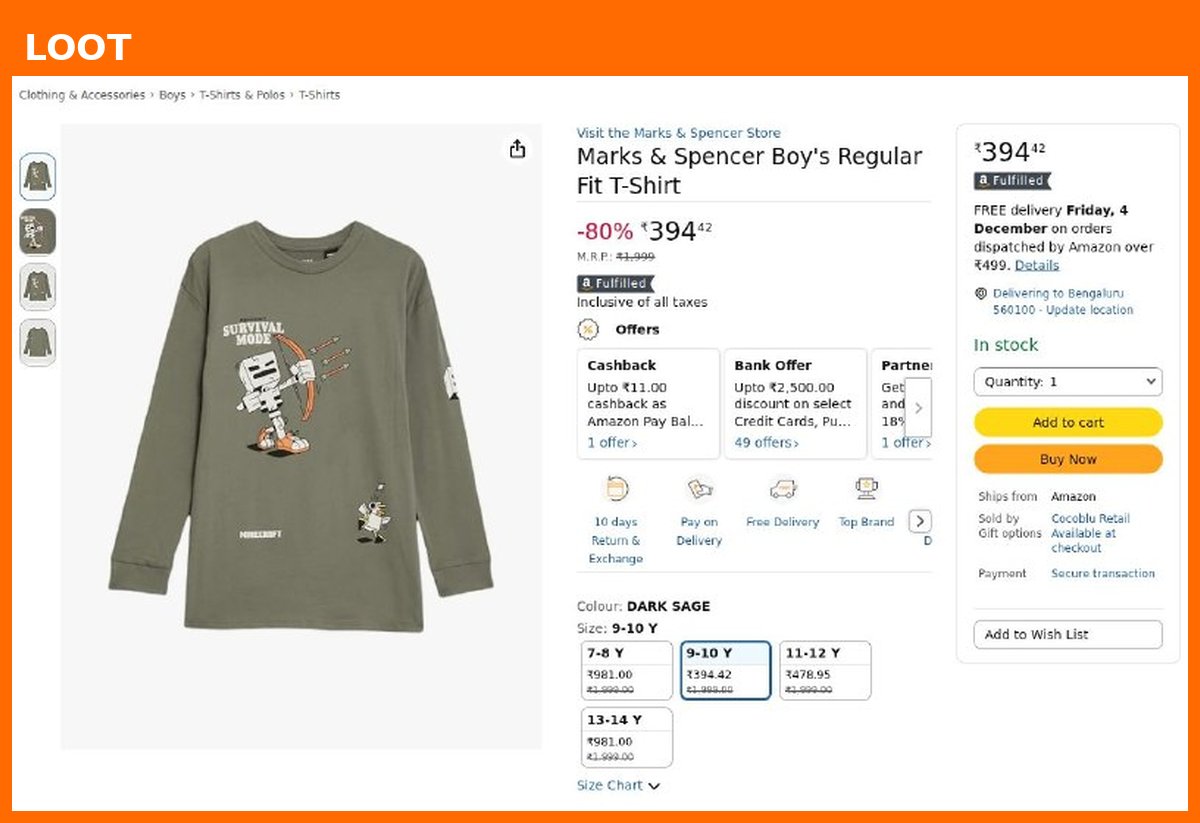 LOOT
Clothing & Accessories › Boys › T-Shirts & Polos › T-Shirts
SURVIVAL
MODE
MINECRAFT
Visit the Marks & Spencer Store
Marks & Spencer Boy's Regular
Fit T-Shirt
-80% ₹394 42
M.R.P.: ₹1,999
a Fulfilled
Inclusive of all taxes
Offers
Cashback
Upto ₹11.00
cashback as
Amazon Pay Bal...
1 offer ›
Bank Offer
Upto ₹2,500.00
discount on select
Credit Cards, Pu...
49 offers ›
Partner
Get
and
18%
1 offer ›
10 days
Return &
Exchange
Pay on
Delivery
Free Delivery
Top Brand
D
Colour: DARK SAGE
Size: 9-10 Y
7-8 Y
₹981.00
₹1,999.00
9-10 Y
₹394.42
₹1,999.00
11-12 Y
₹478.95
₹1,999.00
13-14 Y
₹981.00
₹1,999.00
Size Chart
₹394 42
a Fulfilled
FREE delivery Friday, 4
December on orders
dispatched by Amazon over
₹499. Details
Delivering to Bengaluru
560100 - Update location
In stock
Quantity: 1
Add to cart
Buy Now
Ships from Amazon
Sold by Cocoblu Retail
Gift options Available at
checkout
Payment Secure transaction
Add to Wish List